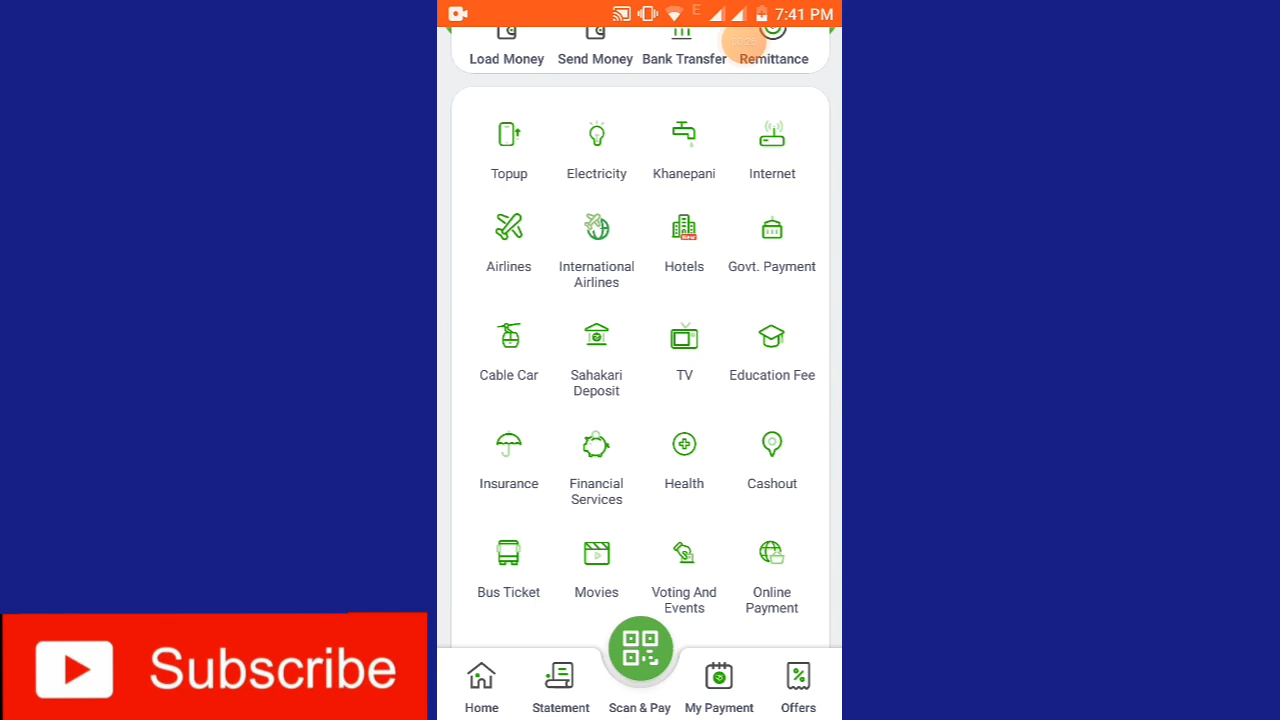 E 7:41 PM
Load Money Send Money Bank Transfer Remittance
Topup Electricity Khanepani Internet
Airlines International Airlines Hotels Govt. Payment
Cable Car Sahakari Deposit TV Education Fee
Insurance Financial Services Health Cashout
Bus Ticket Movies Voting And Events Online Payment
Subscribe
Home Statement Scan & Pay My Payment Offers